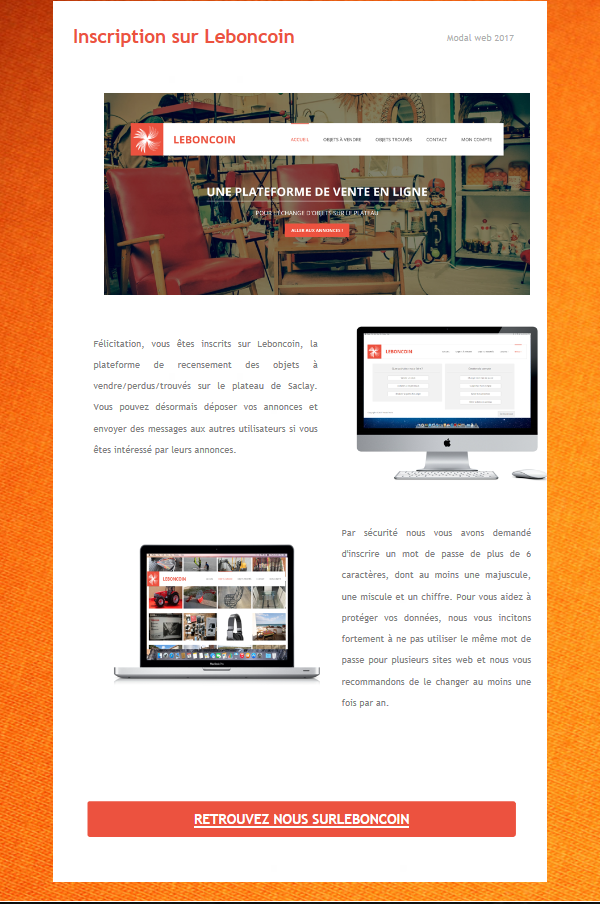 Inscription sur Leboncoin
Modal web 2017
LEBONCOIN
OBJETS À VENDRE
OBJETS TROUVÉS
CONTACT
MON COMPTE
UNE PLATEFORME DE VENTE EN LIGNE
POUR L'ÉCHANGE D'OBJETS SUR LE PLATEAU
ALLER AUX ANNONCES !
Félicitation, vous êtes inscrits sur Leboncoin, la
plateforme de recensement des objets à
vendre/perdus/trouvés sur le plateau de Saclay.
Vous pouvez désormais déposer vos annonces et
envoyer des messages aux autres utilisateurs si vous
êtes intéressé par leurs annonces.
LEBONCOIN
Par sécurité nous vous avons demandé
d'inscrire un mot de passe de plus de 6
caractères, dont au moins une majuscule,
une miscule et un chiffre. Pour vous aidez à
protéger vos données, nous vous incitons
fortement à ne pas utiliser le même mot de
passe pour plusieurs sites web et nous vous
recommandons de le changer au moins une
fois par an.
LEBONCOIN
RETROUVEZ NOUS SURLEBONCOIN